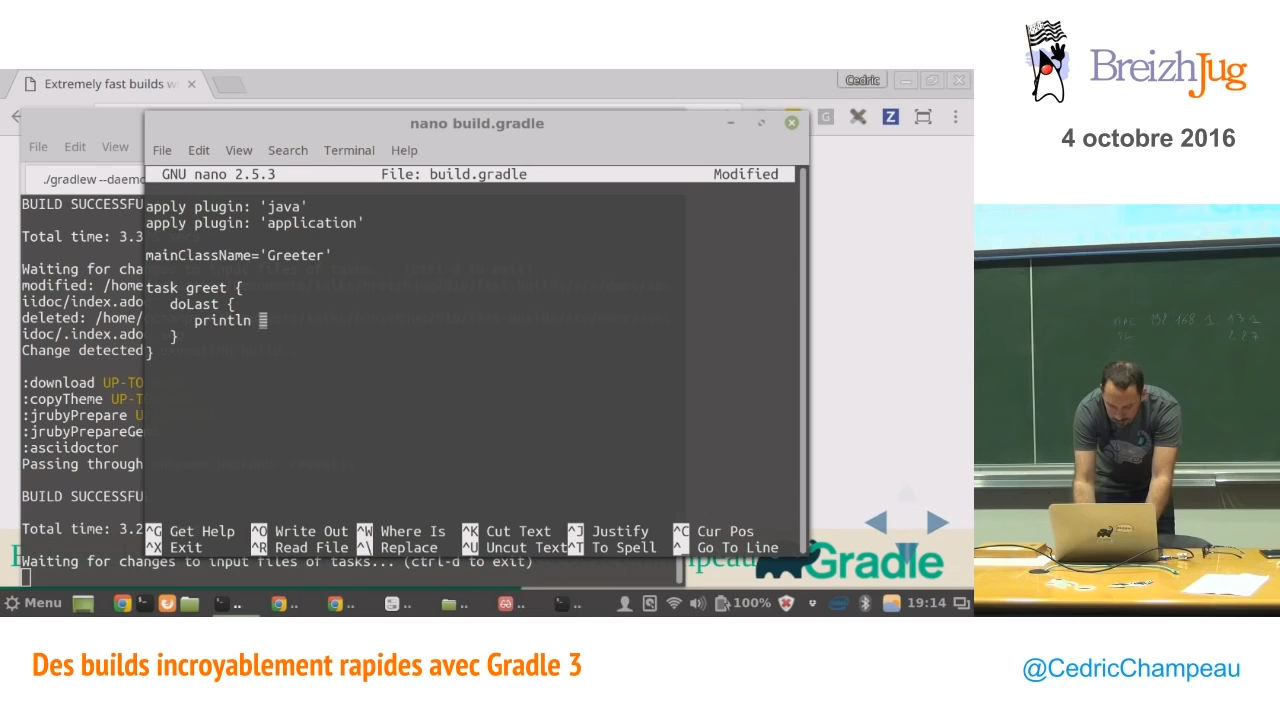 BreizhJug
4 octobre 2016
Extremely fast builds w
Cedric
nano build.gradle
File Edit View
File Edit View Search Terminal Help
./gradlew --daemo
GNU nano 2.5.3 File: build.gradle Modified
BUILD SUCCESSFU
Total time: 3.3
Waiting for cha
modified: /home
iidoc/index.ado
deleted: /home/
idoc/.index.ado
Change detected
:download UP-TO
:copyTheme UP-T
:jrubyPrepare U
:jrubyPrepareGe
:asciidoctor
Passing through
BUILD SUCCESSFU
Total time: 3.2
Waiting for changes to input files of tasks... (ctrl-d to exit)
apply plugin: 'java'
apply plugin: 'application'
mainClassName='Greeter'
task greet {
doLast {
println
}
}
^G Get Help ^O Write Out ^W Where Is ^K Cut Text ^J Justify ^C Cur Pos
^X Exit ^R Read File ^\ Replace ^U Uncut Text ^T To Spell ^_ Go To Line
Gradle
Menu
100%
19:14
Des builds incroyablement rapides avec Gradle 3
@CedricChampeau